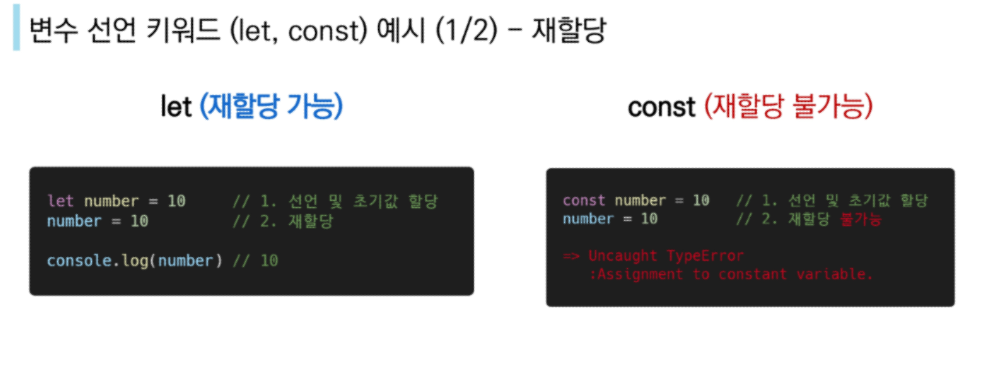 변수 선언 키워드 (let, const) 예시 (1/2) - 재할당
let (재할당 가능)
let number = 10 // 1. 선언 및 초기값 할당
number = 10 // 2. 재할당
console.log(number) // 10
const (재할당 불가능)
const number = 10 // 1. 선언 및 초기값 할당
number = 10 // 2. 재할당 불가능
=> Uncaught TypeError
:Assignment to constant variable.